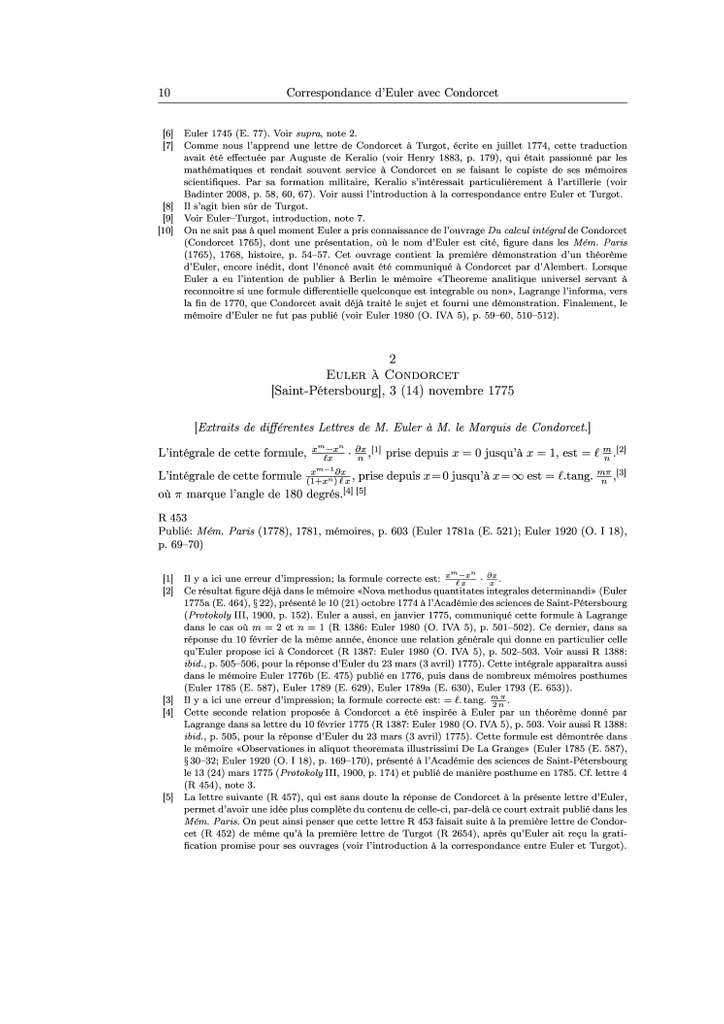 10 Correspondance d'Euler avec Condorcet
[6] Euler 1745 (E. 77). Voir supra, note 2.
[7] Comme nous l'apprend une lettre de Condorcet à Turgot, écrite en juillet 1774, cette traduction
avait été effectuée par Auguste de Keralio (voir Henry 1883, p. 179), qui était passionné par les
mathématiques et rendait souvent service à Condorcet en se faisant le copiste de ses mémoires
scientifiques. Par sa formation militaire, Keralio s'intéressait particulièrement à l'artillerie (voir
Badinter 2008, p. 58, 60, 67). Voir aussi l'introduction à la correspondance entre Euler et Turgot.
[8] Il s'agit bien sûr de Turgot.
[9] Voir Euler–Turgot, introduction, note 7.
[10] On ne sait pas à quel moment Euler a pris connaissance de l'ouvrage Du calcul intégral de Condorcet
(Condorcet 1765), dont une présentation, où le nom d'Euler est cité, figure dans les Mém. Paris
(1765), 1768, histoire, p. 54–57. Cet ouvrage contient la première démonstration d'un théorème
d'Euler, encore inédit, dont l'énoncé avait été communiqué à Condorcet par d'Alembert. Lorsque
Euler a eu l'intention de publier à Berlin le mémoire «Theoreme analitique universel servant à
reconnoitre si une formule differentielle quelconque est integrable ou non», Lagrange l'informa, vers
la fin de 1770, que Condorcet avait déjà traité le sujet et fourni une démonstration. Finalement, le
mémoire d'Euler ne fut pas publié (voir Euler 1980 (O. IVA 5), p. 59–60, 510–512).
2
Euler à Condorcet
[Saint-Pétersbourg], 3 (14) novembre 1775
[Extraits de différentes Lettres de M. Euler à M. le Marquis de Condorcet.]
L'intégrale de cette formule, \frac{x^m−x^n}{ℓx} · \frac{∂x}{n},[1] prise depuis x = 0 jusqu'à x = 1, est = ℓ \frac{m}{n}.[2]
L'intégrale de cette formule \frac{x^{m−1}∂x}{(1+x^n) ℓ x}, prise depuis x=0 jusqu'à x=∞ est = ℓ.tang. \frac{mπ}{n},[3]
où π marque l'angle de 180 degrés.[4] [5]
R 453
Publié: Mém. Paris (1778), 1781, mémoires, p. 603 (Euler 1781a (E. 521); Euler 1920 (O. I 18),
p. 69–70)
[1] Il y a ici une erreur d'impression; la formule correcte est: \frac{x^m−x^n}{ℓ x} · \frac{∂x}{x}.
[2] Ce résultat figure déjà dans le mémoire «Nova methodus quantitates integrales determinandi» (Euler
1775a (E. 464), § 22), présenté le 10 (21) octobre 1774 à l'Académie des sciences de Saint-Pétersbourg
(Protokoly III, 1900, p. 152). Euler a aussi, en janvier 1775, communiqué cette formule à Lagrange
dans le cas où m = 2 et n = 1 (R 1386: Euler 1980 (O. IVA 5), p. 501–502). Ce dernier, dans sa
réponse du 10 février de la même année, énonce une relation générale qui donne en particulier celle
qu'Euler propose ici à Condorcet (R 1387: Euler 1980 (O. IVA 5), p. 502–503. Voir aussi R 1388:
ibid., p. 505–506, pour la réponse d'Euler du 23 mars (3 avril) 1775). Cette intégrale apparaîtra aussi
dans le mémoire Euler 1776b (E. 475) publié en 1776, puis dans de nombreux mémoires posthumes
(Euler 1785 (E. 587), Euler 1789 (E. 629), Euler 1789a (E. 630), Euler 1793 (E. 653)).
[3] Il y a ici une erreur d'impression; la formule correcte est: = ℓ. tang. \frac{m π}{2 n}.
[4] Cette seconde relation proposée à Condorcet a été inspirée à Euler par un théorème donné par
Lagrange dans sa lettre du 10 février 1775 (R 1387: Euler 1980 (O. IVA 5), p. 503. Voir aussi R 1388:
ibid., p. 505, pour la réponse d'Euler du 23 mars (3 avril) 1775). Cette formule est démontrée dans
le mémoire «Observationes in aliquot theoremata illustrissimi De La Grange» (Euler 1785 (E. 587),
§ 30–32; Euler 1920 (O. I 18), p. 169–170), présenté à l'Académie des sciences de Saint-Pétersbourg
le 13 (24) mars 1775 (Protokoly III, 1900, p. 174) et publié de manière posthume en 1785. Cf. lettre 4
(R 454), note 3.
[5] La lettre suivante (R 457), qui est sans doute la réponse de Condorcet à la présente lettre d'Euler,
permet d'avoir une idée plus complète du contenu de celle-ci, par-delà ce court extrait publié dans les
Mém. Paris. On peut ainsi penser que cette lettre R 453 faisait suite à la première lettre de Condor-
cet (R 452) de même qu'à la première lettre de Turgot (R 2654), après qu'Euler ait reçu la grati-
fication promise pour ses ouvrages (voir l'introduction à la correspondance entre Euler et Turgot).